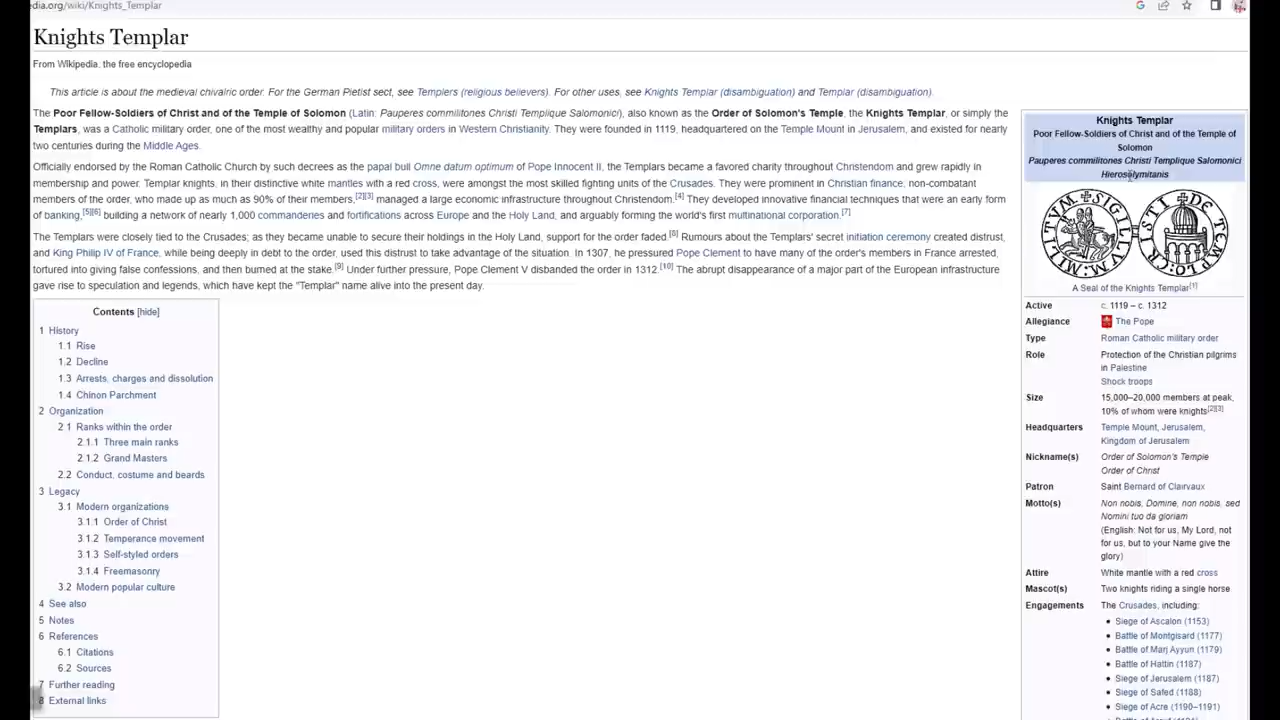 edia.org/wiki/Knights_Templar
Knights Templar
From Wikipedia, the free encyclopedia
This article is about the medieval chivalric order. For the German Pietist sect, see Templers (religious believers). For other uses, see Knights Templar (disambiguation) and Templar (disambiguation).
The Poor Fellow-Soldiers of Christ and of the Temple of Solomon (Latin: Pauperes commilitones Christi Templique Salomonici), also known as the Order of Solomon's Temple, the Knights Templar, or simply the
Templars, was a Catholic military order, one of the most wealthy and popular military orders in Western Christianity. They were founded in 1119, headquartered on the Temple Mount in Jerusalem, and existed for nearly
two centuries during the Middle Ages.
Officially endorsed by the Roman Catholic Church by such decrees as the papal bull Omne datum optimum of Pope Innocent II, the Templars became a favored charity throughout Christendom and grew rapidly in
membership and power. Templar knights, in their distinctive white mantles with a red cross, were amongst the most skilled fighting units of the Crusades. They were prominent in Christian finance; non-combatant
members of the order, who made up as much as 90% of their members,[2][3] managed a large economic infrastructure throughout Christendom.[4] They developed innovative financial techniques that were an early form
of banking,[5][6] building a network of nearly 1,000 commanderies and fortifications across Europe and the Holy Land, and arguably forming the world's first multinational corporation.[7]
The Templars were closely tied to the Crusades; as they became unable to secure their holdings in the Holy Land, support for the order faded.[8] Rumours about the Templars' secret initiation ceremony created distrust,
and King Philip IV of France, while being deeply in debt to the order, used this distrust to take advantage of the situation. In 1307, he pressured Pope Clement to have many of the order's members in France arrested,
tortured into giving false confessions, and then burned at the stake.[9] Under further pressure, Pope Clement V disbanded the order in 1312.[10] The abrupt disappearance of a major part of the European infrastructure
gave rise to speculation and legends, which have kept the "Templar" name alive into the present day.
Contents [hide]
1 History
1.1 Rise
1.2 Decline
1.3 Arrests, charges and dissolution
1.4 Chinon Parchment
2 Organization
2.1 Ranks within the order
2.1.1 Three main ranks
2.1.2 Grand Masters
2.2 Conduct, costume and beards
3 Legacy
3.1 Modern organizations
3.1.1 Order of Christ
3.1.2 Temperance movement
3.1.3 Self-styled orders
3.1.4 Freemasonry
3.2 Modern popular culture
4 See also
5 Notes
6 References
6.1 Citations
6.2 Sources
7 Further reading
8 External links
Knights Templar
Poor Fellow-Soldiers of Christ and of the Temple of
Solomon
Pauperes commilitones Christi Templique Salomonici
Hierosolymitanis
A Seal of the Knights Templar[1]
Active c. 1119 – c. 1312
Allegiance The Pope
Type Roman Catholic military order
Role Protection of the Christian pilgrims
in Palestine
Shock troops
Size 15,000–20,000 members at peak,
10% of whom were knights[2][3]
Headquarters Temple Mount, Jerusalem,
Kingdom of Jerusalem
Nickname(s) Order of Solomon's Temple
Order of Christ
Patron Saint Bernard of Clairvaux
Motto(s) Non nobis, Domine, non nobis, sed
Nomini tuo da gloriam
(English: Not for us, My Lord, not
for us, but to your Name give the
glory)
Attire White mantle with a red cross
Mascot(s) Two knights riding a single horse
Engagements The Crusades, including:
• Siege of Ascalon (1153)
• Battle of Montgisard (1177)
• Battle of Marj Ayyun (1179)
• Battle of Hattin (1187)
• Siege of Jerusalem (1187)
• Siege of Safed (1188)
• Siege of Acre (1190–1191)